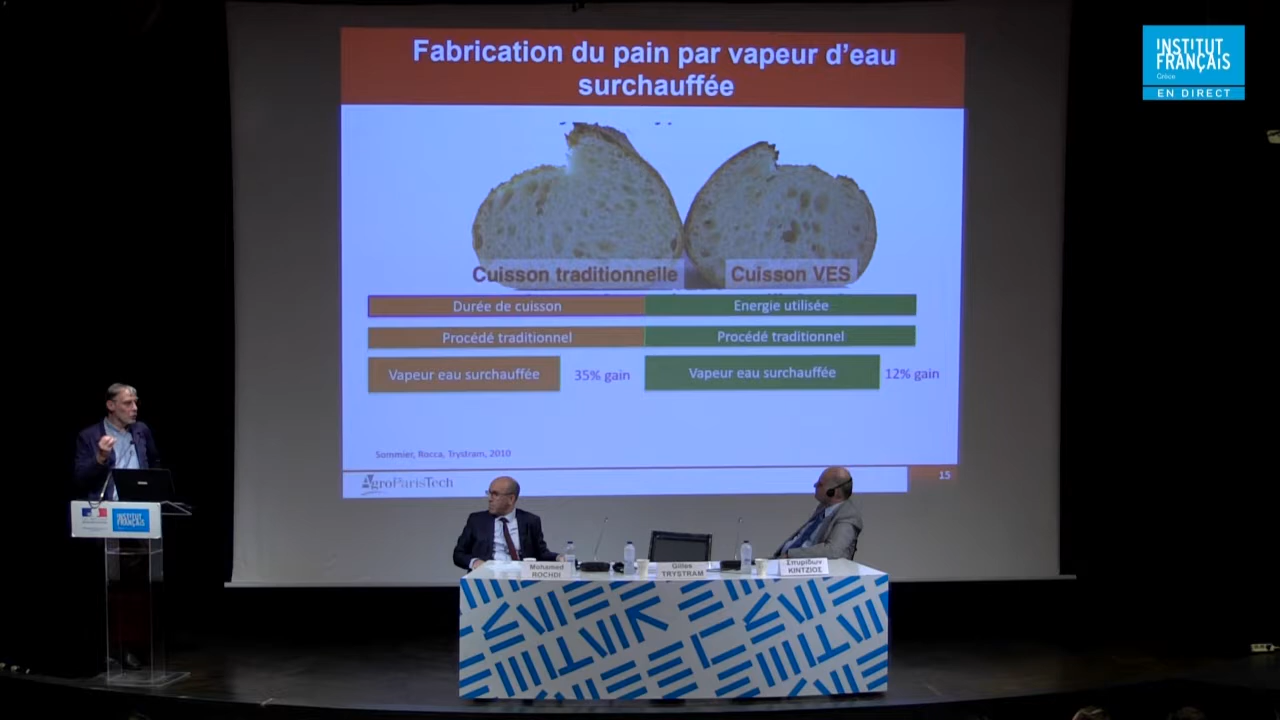 Fabrication du pain par vapeur d'eau
surchauffée
INSTITUT
FRANÇAIS
Grèce
EN DIRECT
Cuisson traditionnelle
Cuisson VES
Durée de cuisson
Energie utilisée
Procédé traditionnel
Procédé traditionnel
Vapeur eau surchauffée
35% gain
Vapeur eau surchauffée
12% gain
Sommier, Rocca, Trystram, 2010
AgroParisTech
15
INSTITUT
FRANÇAIS
Mohamed
ROCHDI
Gilles
TRYSTRAM
Σπυρίδων
ΚΙΝΤΖΙΟΣ